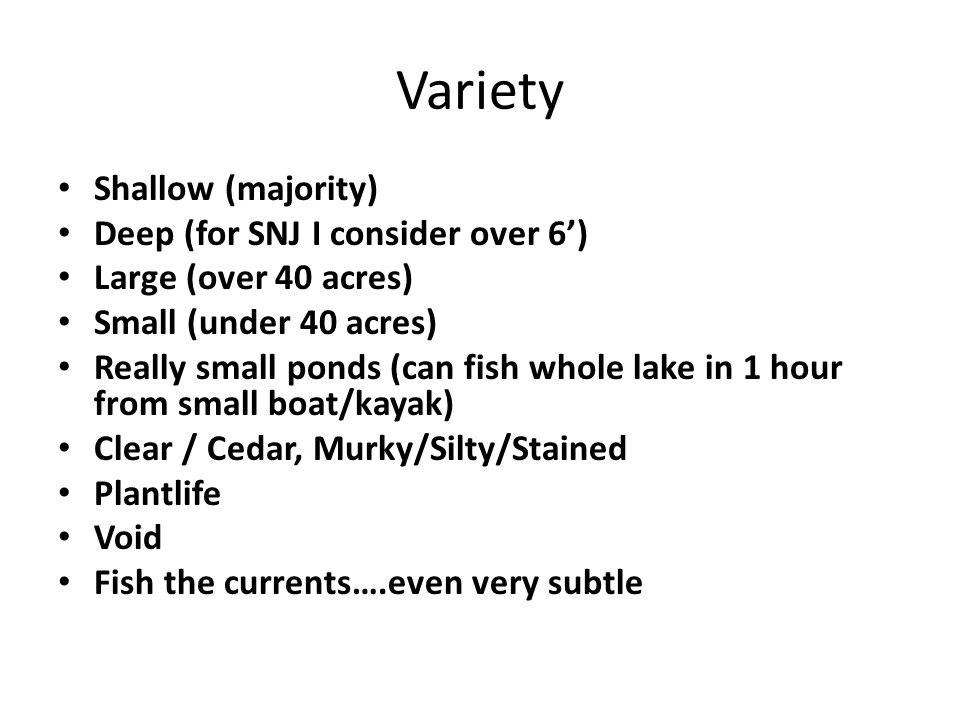 Variety
• Shallow (majority)
• Deep (for SNJ I consider over 6’)
• Large (over 40 acres)
• Small (under 40 acres)
• Really small ponds (can fish whole lake in 1 hour
from small boat/kayak)
• Clear / Cedar, Murky/Silty/Stained
• Plantlife
• Void
• Fish the currents….even very subtle